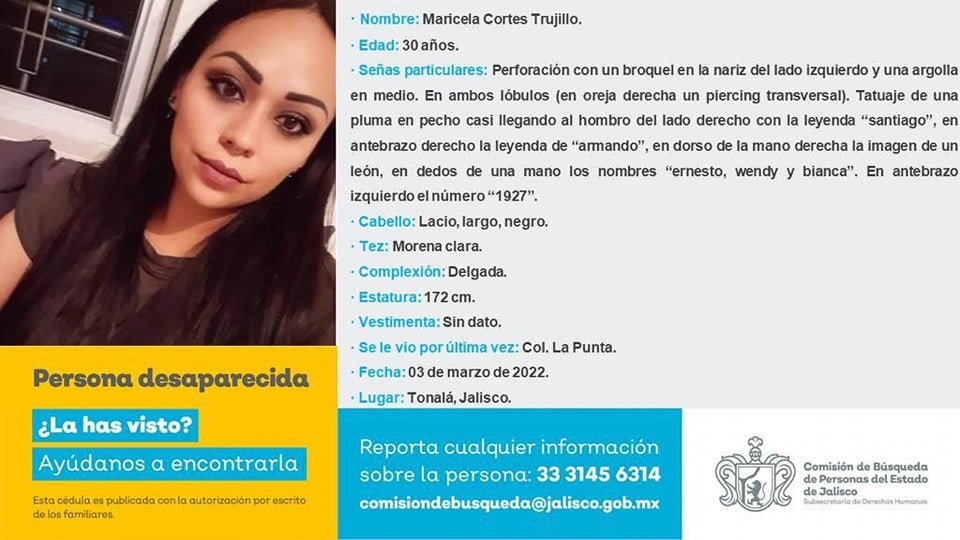 · Nombre: Maricela Cortes Trujillo.
· Edad: 30 años.
· Señas particulares: Perforación con un broquel en la nariz del lado izquierdo y una argolla
en medio. En ambos lóbulos (en oreja derecha un piercing transversal). Tatuaje de una
pluma en pecho casi llegando al hombro del lado derecho con la leyenda “santiago”, en
antebrazo derecho la leyenda de “armando”, en dorso de la mano derecha la imagen de un
león, en dedos de una mano los nombres “ernesto, wendy y bianca”. En antebrazo
izquierdo el número “1927”.
· Cabello: Lacio, largo, negro.
· Tez: Morena clara.
· Complexión: Delgada.
· Estatura: 172 cm.
· Vestimenta: Sin dato.
· Se le vio por última vez: Col. La Punta.
· Fecha: 03 de marzo de 2022.
· Lugar: Tonalá, Jalisco.
Persona desaparecida
¿La has visto?
Ayúdanos a encontrarla
Esta cédula es publicada con la autorización por escrito
de los familiares.
Reporta cualquier información
sobre la persona: 33 3145 6314
comisiondebusqueda@jalisco.gob.mx
Comisión de Búsqueda
de Personas del Estado
de Jalisco
Subsecretaría de Derechos Humanos